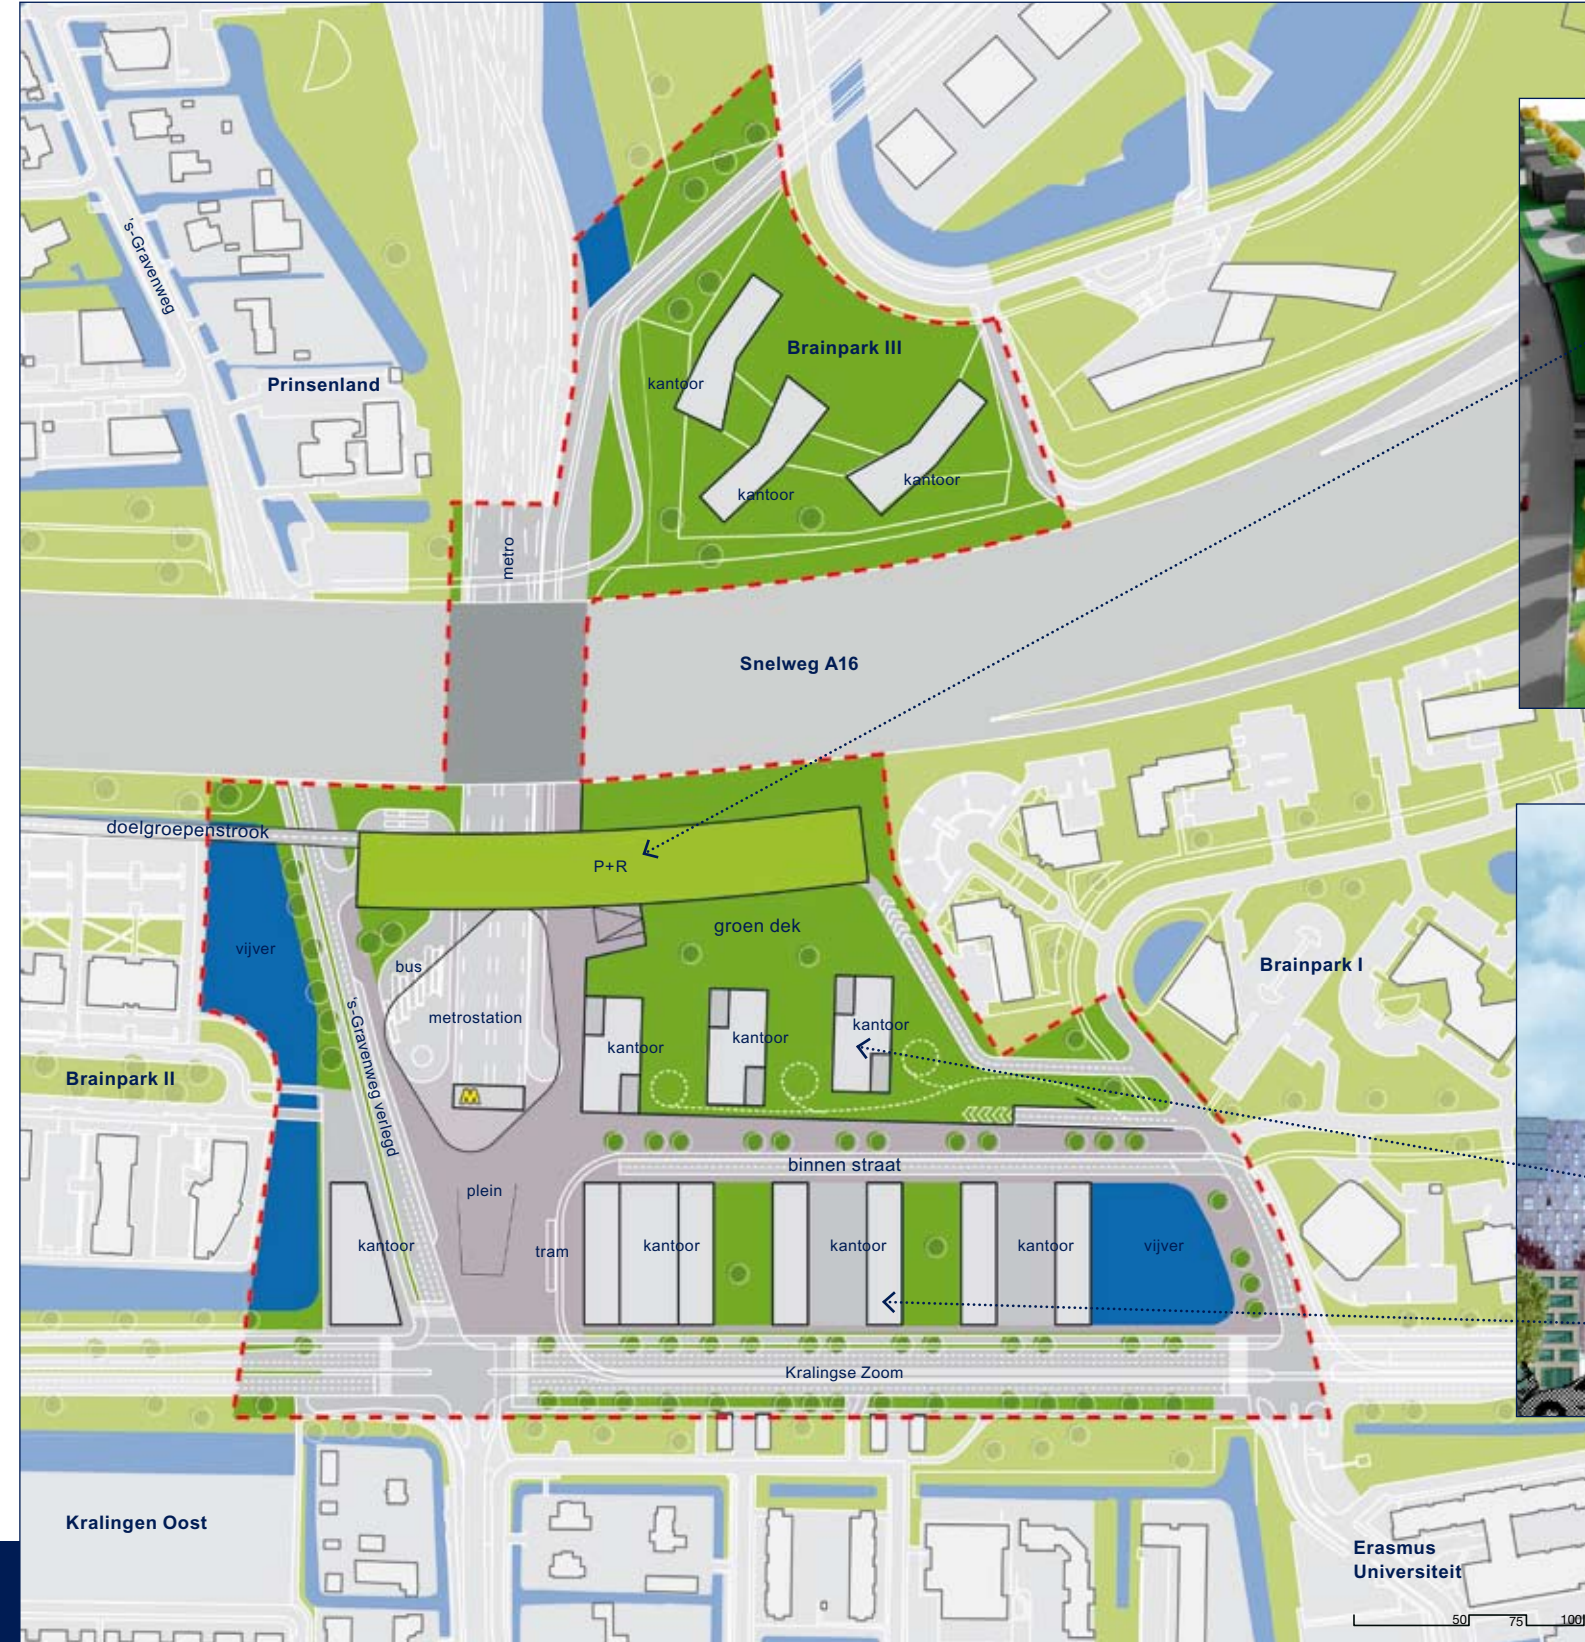 's-Gravenweg
Prinsenland
Brainpark III
kantoor
kantoor
kantoor
metro
Snelweg A16
doelgroepenstrook
P+R
groen dek
vijver
bus
Brainpark I
's-Gravenweg verlegd
metrostation
kantoor
kantoor
kantoor
Brainpark II
M
binnen straat
plein
kantoor
tram
kantoor
kantoor
kantoor
vijver
Kralingse Zoom
Kralingen Oost
Erasmus
Universiteit
50 75 100